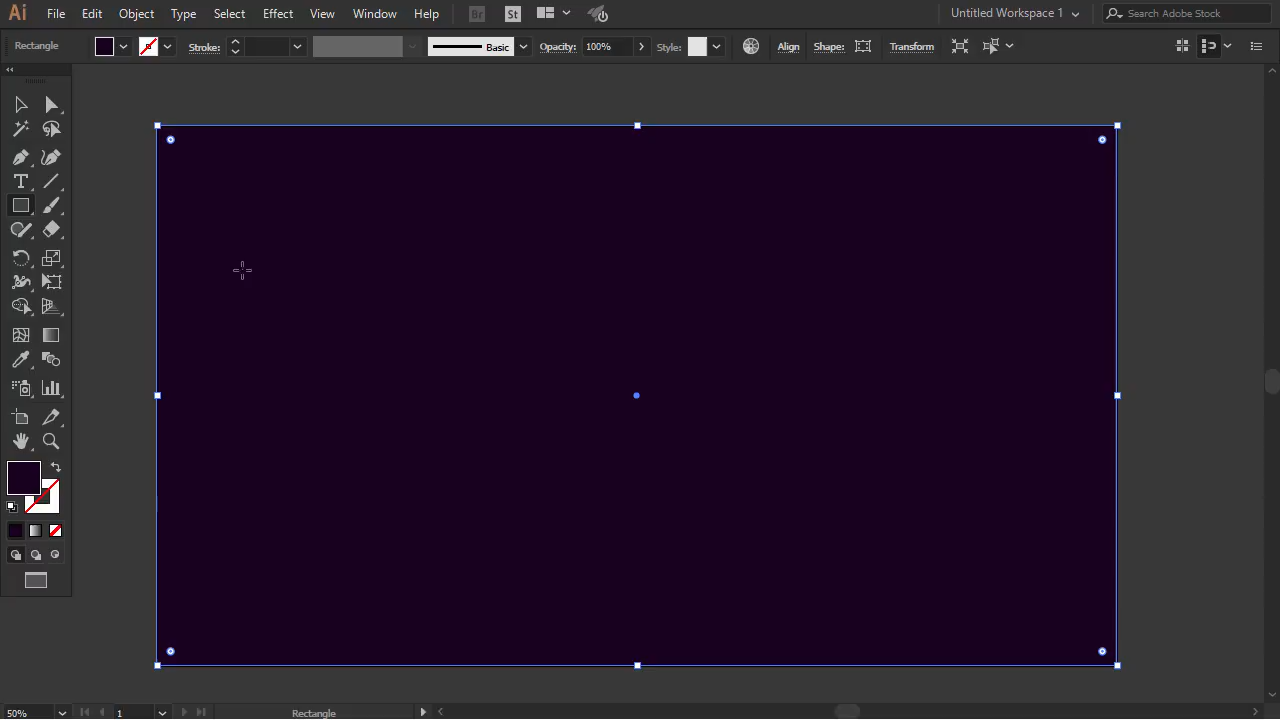 Ai File Edit Object Type Select Effect View Window Help Br St Untitled Workspace 1 Search Adobe Stock
Rectangle Stroke: Basic Opacity: 100% Style: Align Shape: Transform
T
50% 1 Rectangle